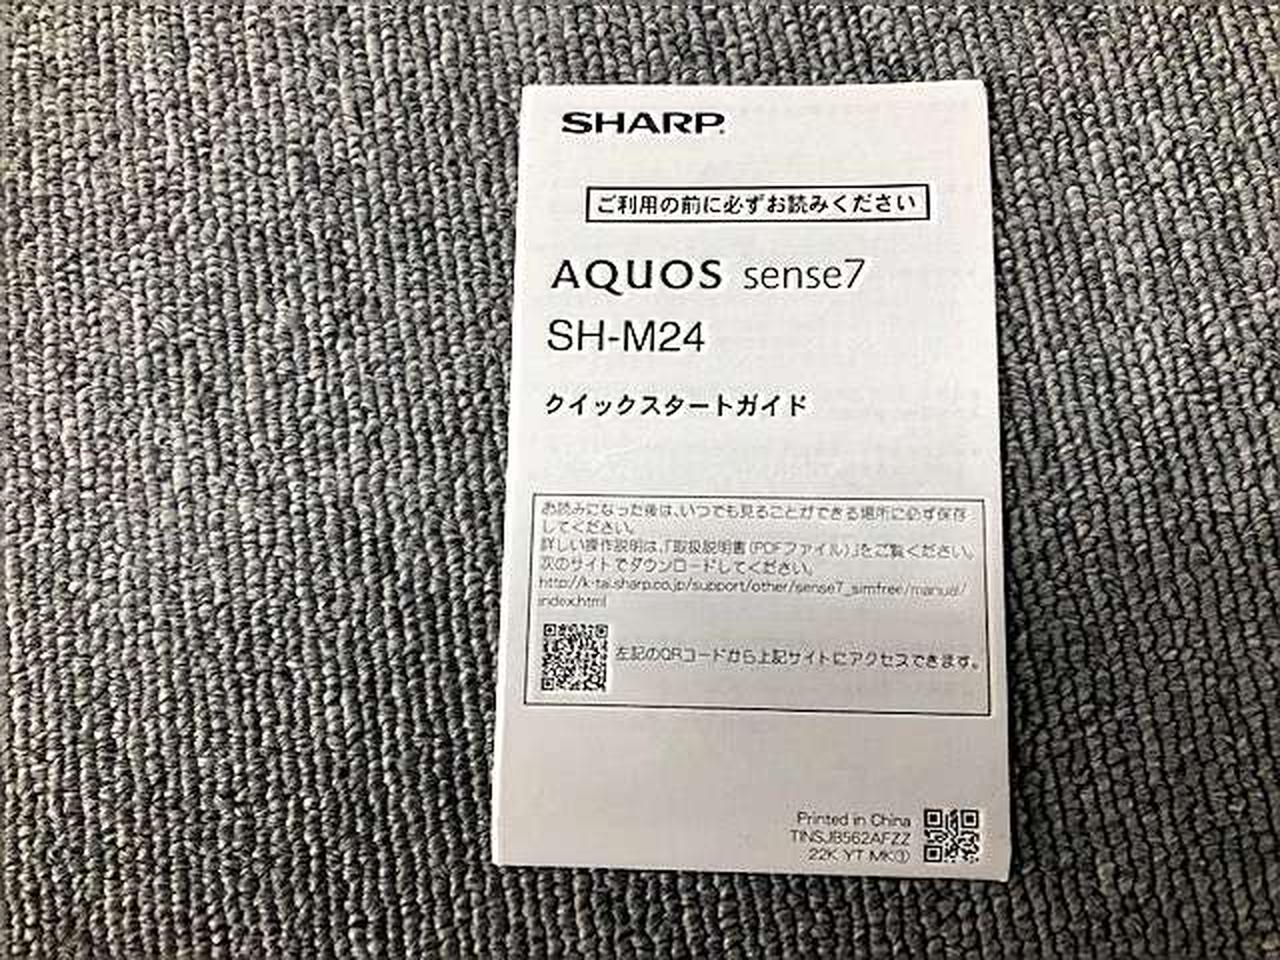 SHARP
ご利用の前に必ずお読みください
AQUOS sense7
SH-M24
クイックスタートガイド
お読みになった後は、いつでも見ることができる場所に必ず保存
してください。
詳しい操作説明は、「取扱説明書(PDFファイル)」をご覧ください。
次のサイトでダウンロードしてください。
http://k-tai.sharp.co.jp/support/other/sense7_simfree/manual/
index.html
左記のQRコードから上記サイトにアクセスできます。
Printed in China
TINSJB562AFZZ
22K YT MK①